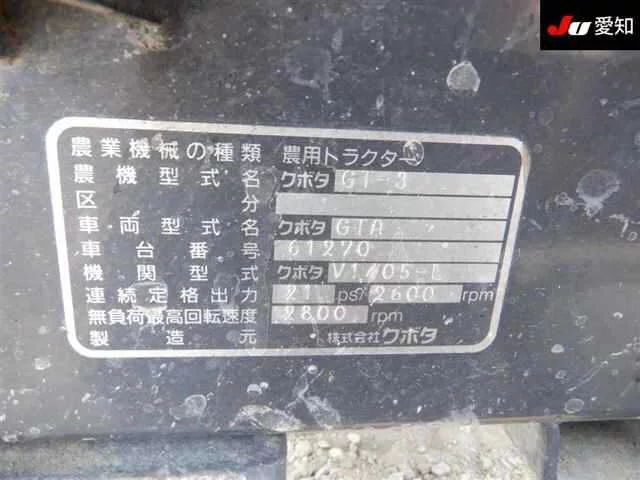 JU 愛知
農業機械の種類 農用トラクター
農機型式名 クボタ GT-3
区分
車両型式名 クボタ GTA
車台番号 61270
機関型式 クボタ V1405-L
連続定格出力 21 ps/2600 rpm
無負荷最高回転速度 2800 rpm
製造元 株式会社クボタ